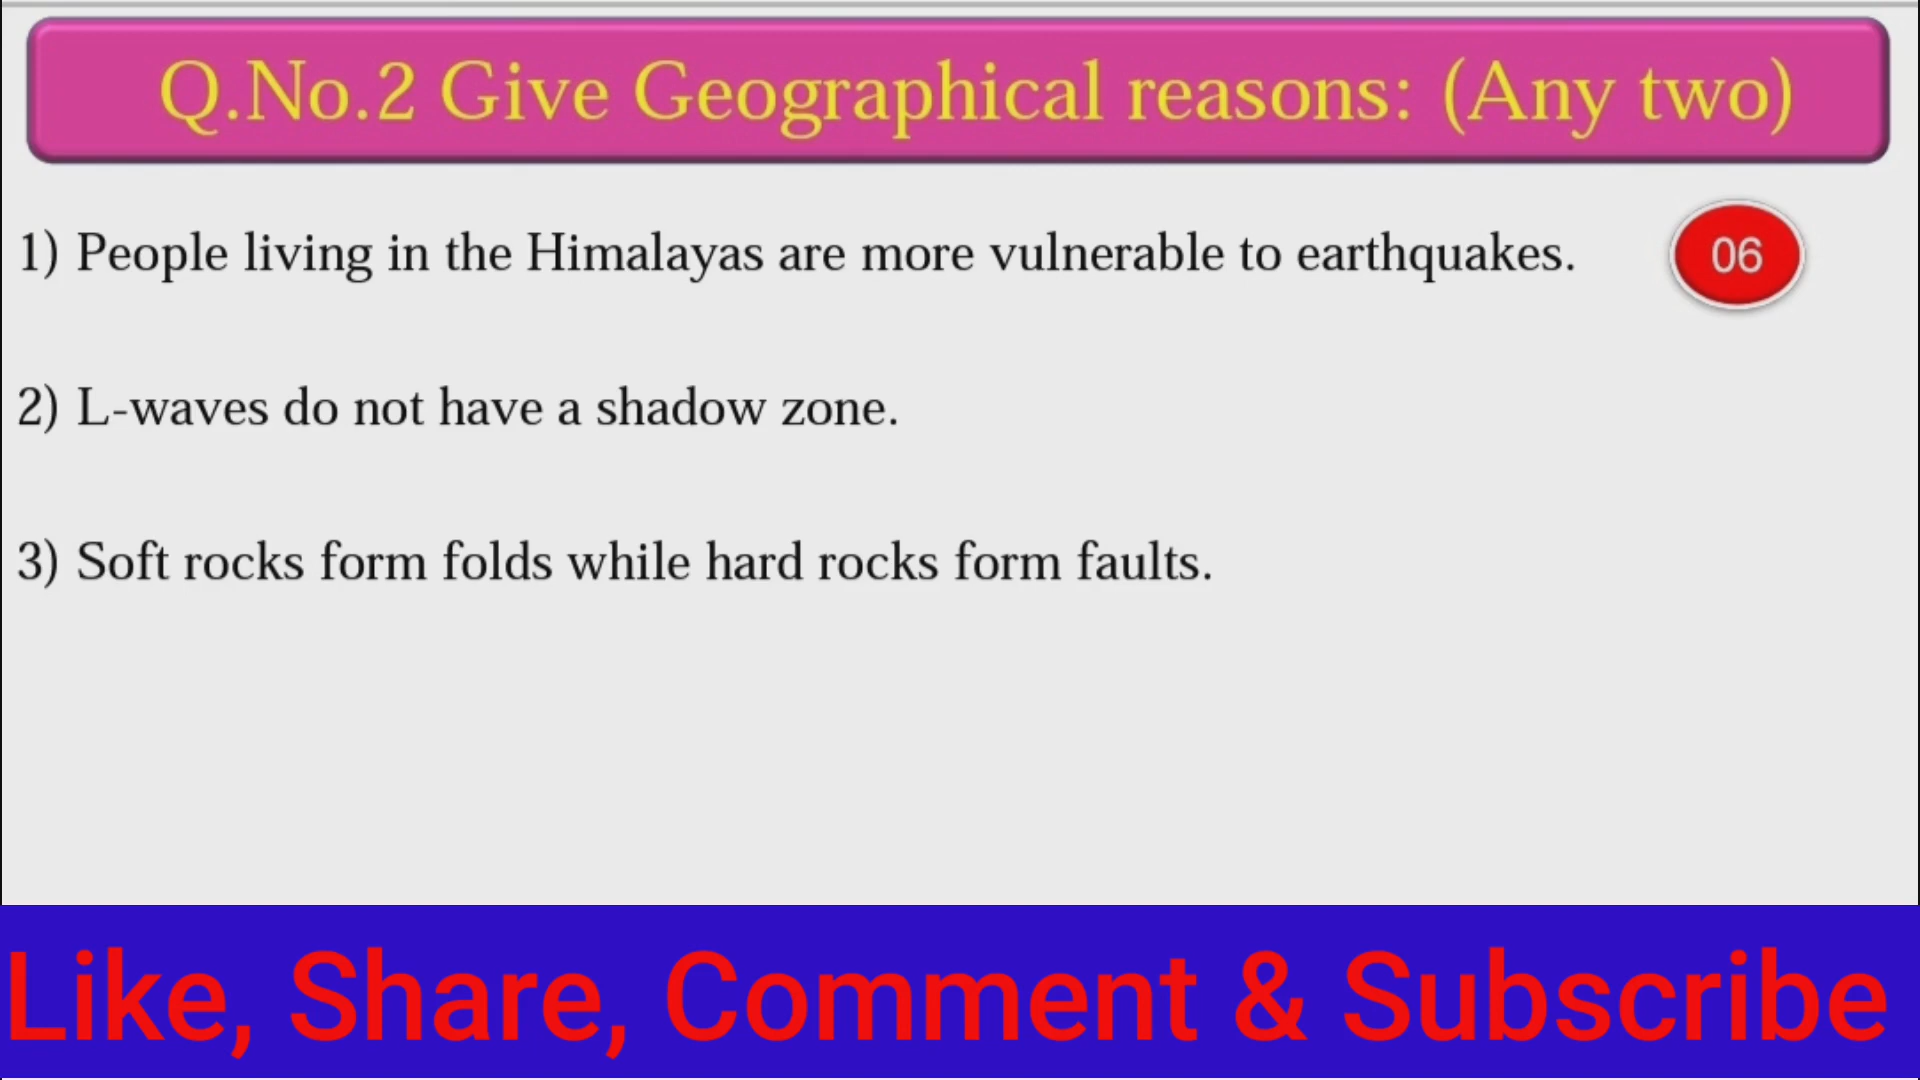 Q.No.2 Give Geographical reasons: (Any two)
1) People living in the Himalayas are more vulnerable to earthquakes.
06
2) L-waves do not have a shadow zone.
3) Soft rocks form folds while hard rocks form faults.
Like, Share, Comment & Subscribe